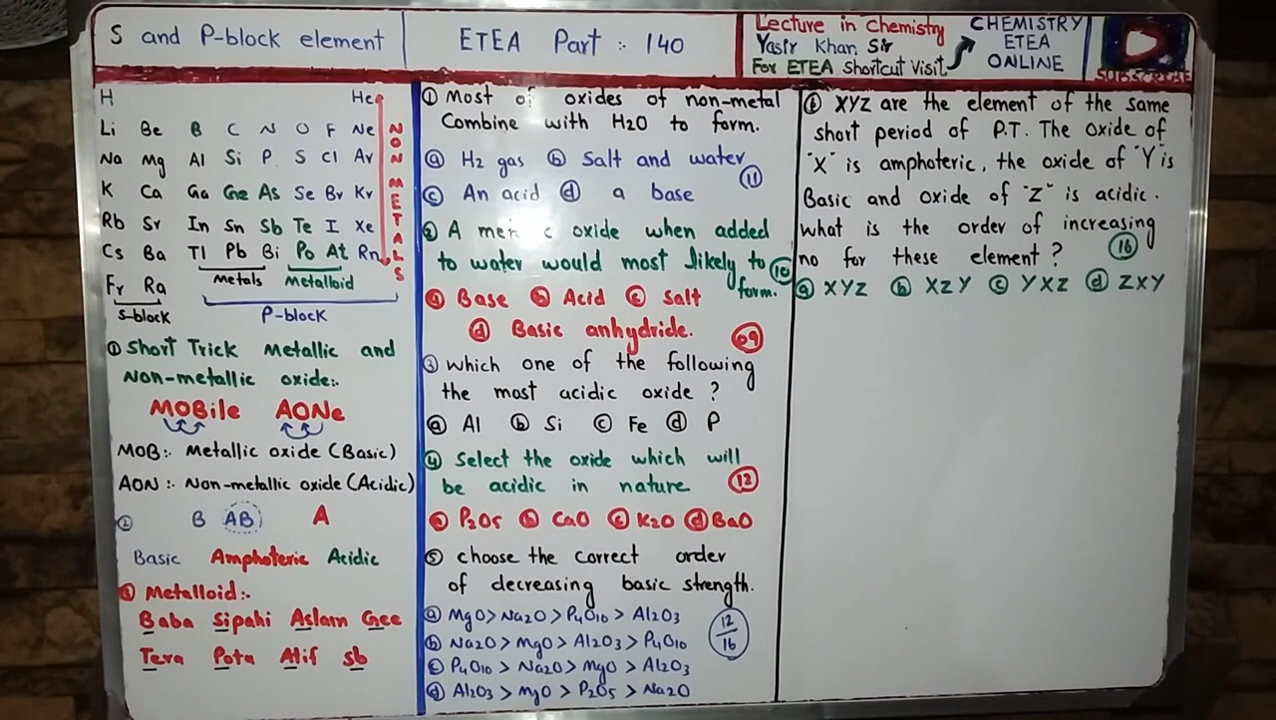 S and P-block element
ETEA Part :- 140
Lecture in Chemistry
Yasir Khan Sir
For ETEA Shortcut Visit
CHEMISTRY
ETEA
ONLINE
SUBSCRIBE
H He
Li Be B C N O F Ne
Na Mg Al Si P S Cl Ar
K Ca Ga Ge As Se Br Kr
Rb Sr In Sn Sb Te I Xe
Cs Ba Tl Pb Bi Po At Rn
Fr Ra Metals Metalloid
NON METALS
S-block P-block
① Short Trick Metallic and
Non-metallic oxide:-
MOBile AONe
MOB:- Metallic oxide (Basic)
AON :- Non-metallic oxide (Acidic)
② B AB A
Basic Amphoteric Acidic
③ Metalloid:-
Baba Sipahi Aslam Gee
Tera Pota Alif Sb
① Most of oxides of non-metal
Combine with H2O to form.
ⓐ H2 gas ⓑ Salt and water
ⓒ An acid ⓓ a base 11
② A oxide when added
to water would most likely to 10
form.
ⓐ Base ⓑ Acid ⓒ Salt
ⓓ Basic anhydride. 09
③ Which one of the following
the most acidic oxide ?
ⓐ Al ⓑ Si ⓒ Fe ⓓ P
④ Select the oxide which will
be acidic in nature 12
ⓐ P2O5 ⓑ CaO ⓒ K2O ⓓ BaO
⑤ choose the correct order
of decreasing basic strength.
ⓐ MgO > Na2O > P4O10 > Al2O3
ⓑ Na2O > MgO > Al2O3 > P4O10
ⓒ P4O10 > Na2O > MgO > Al2O3
ⓓ Al2O3 > MgO > P2O5 > Na2O
12/16
⑥ XYZ are the element of the same
short period of P.T. The oxide of
"X" is amphoteric, the oxide of "Y" is
Basic and oxide of "Z" is acidic.
what is the order of increasing
no for these element ? 16
ⓐ XYZ ⓑ XZY ⓒ YXZ ⓓ ZXY